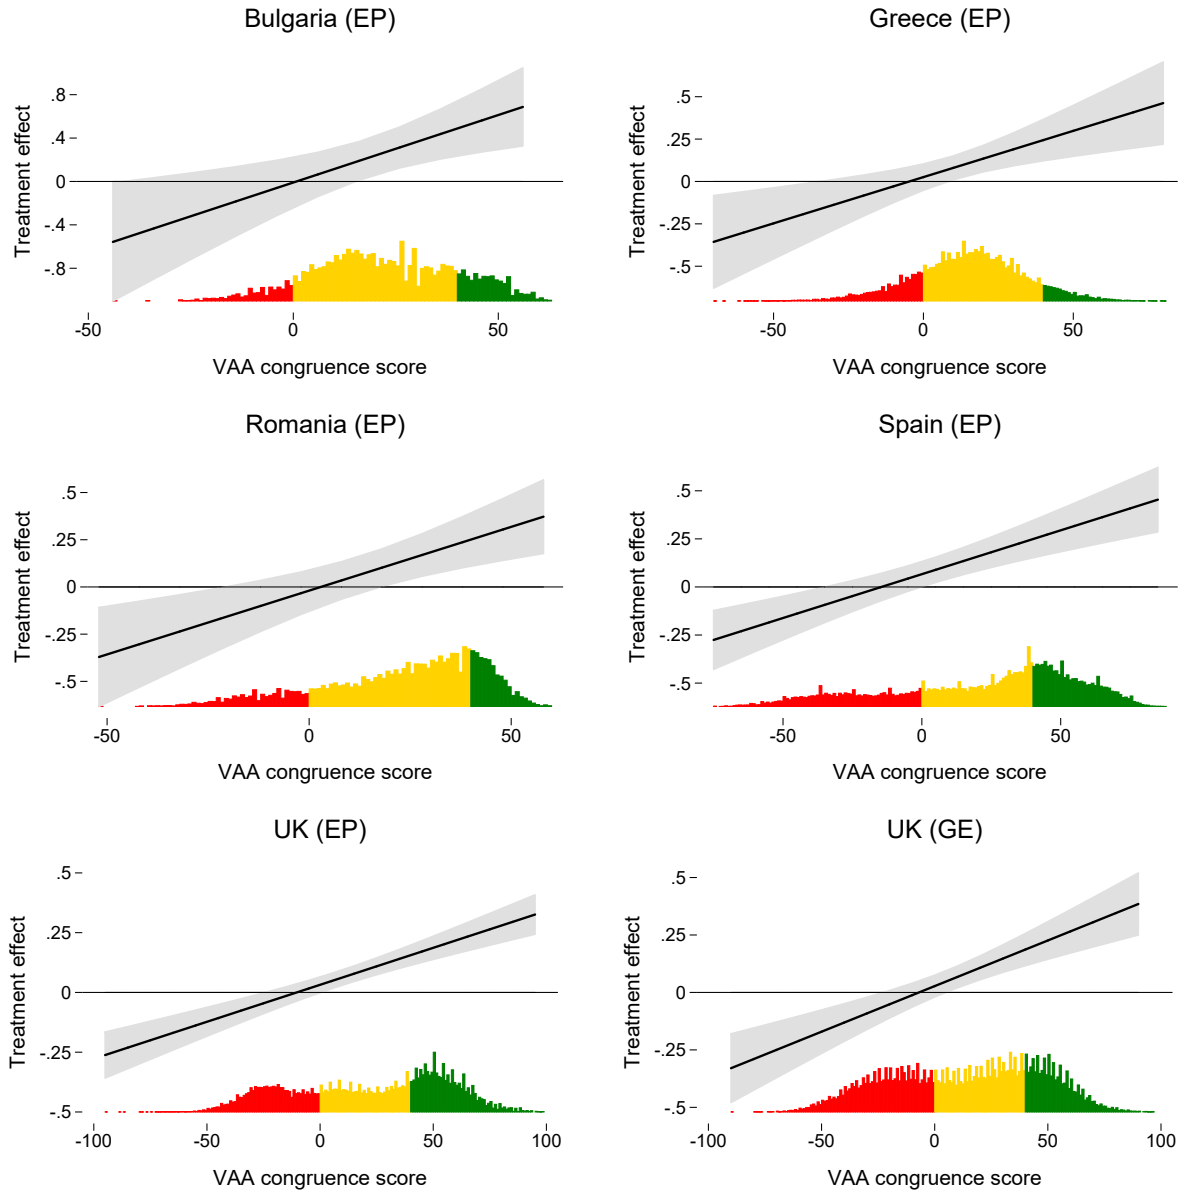 Bulgaria (EP)
Treatment effect
.8
.4
0
-.4
-.8
-50
0
50
VAA congruence score
Greece (EP)
Treatment effect
.5
.25
0
-.25
-.5
-50
0
50
VAA congruence score
Romania (EP)
Treatment effect
.5
.25
0
-.25
-.5
-50
0
50
VAA congruence score
Spain (EP)
Treatment effect
.5
.25
0
-.25
-.5
-50
0
50
VAA congruence score
UK (EP)
Treatment effect
.5
.25
0
-.25
-.5
-100
-50
0
50
100
VAA congruence score
UK (GE)
Treatment effect
.5
.25
0
-.25
-.5
-100
-50
0
50
100
VAA congruence score